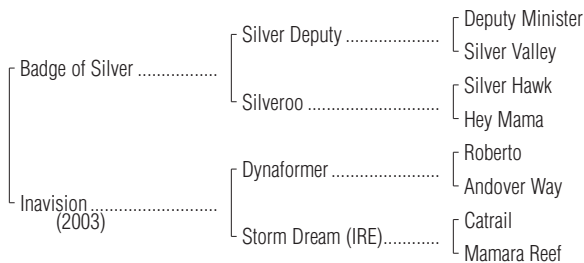 Deputy Minister
Silver Deputy ....................
Silver Valley
Badge of Silver .................
Silver Hawk
Silveroo ............................
Hey Mama
Roberto
Dynaformer .......................
Andover Way
Inavision ...........................
(2003)
Catrail
Storm Dream (IRE) ............
Mamara Reef